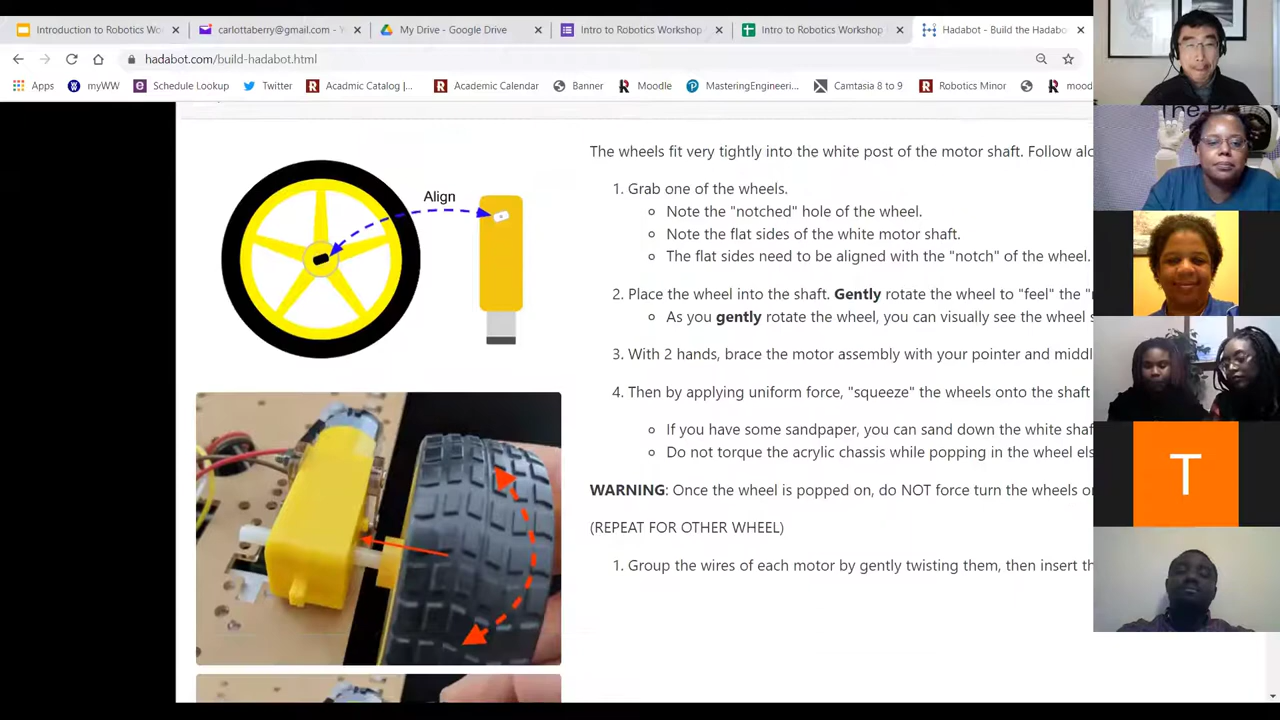 Introduction to Robotics Wo
carlottaberry@gmail.com - Y
My Drive - Google Drive
Intro to Robotics Workshop
Intro to Robotics Workshop
Hadabot - Build the Hadabo
hadabot.com/build-hadabot.html
Apps
myWW
Schedule Lookup
Twitter
Acadmic Catalog |...
Academic Calendar
Banner
Moodle
MasteringEngineeri...
Camtasia 8 to 9
Robotics Minor
mood
Align
The wheels fit very tightly into the white post of the motor shaft. Follow alo
1. Grab one of the wheels.
Note the "notched" hole of the wheel.
Note the flat sides of the white motor shaft.
The flat sides need to be aligned with the "notch" of the wheel.
2. Place the wheel into the shaft. Gently rotate the wheel to "feel" the "
As you gently rotate the wheel, you can visually see the wheel s
3. With 2 hands, brace the motor assembly with your pointer and middl
4. Then by applying uniform force, "squeeze" the wheels onto the shaft
If you have some sandpaper, you can sand down the white shaf
Do not torque the acrylic chassis while popping in the wheel els
WARNING: Once the wheel is popped on, do NOT force turn the wheels or
(REPEAT FOR OTHER WHEEL)
1. Group the wires of each motor by gently twisting them, then insert th
T